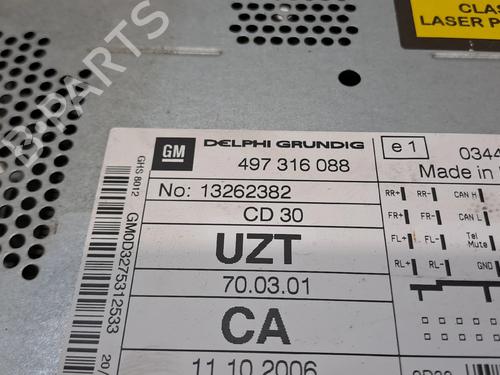 CLAS
LASER P
GM DELPHI GRUNDIG
497 316 088
e 1
0344
Made in
No: 13262382
CD 30
UZT
70.03.01
CA
11.10.2006
GHS 8012
GM0D3275312533
20/
RR+ RR- CAN H
FR+ FR- CAN L
FL+ FL- Tel Mute
RL+ RL- GND
B-PARTS